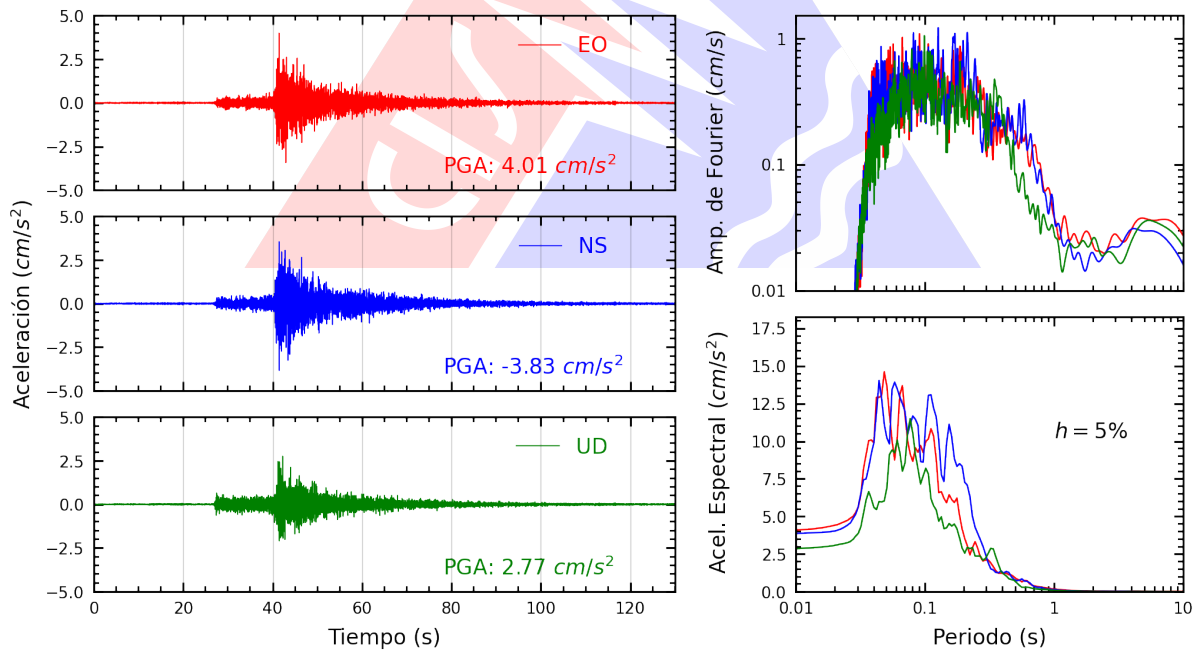 Aceleración (cm/s²)
5.0
2.5
0.0
−2.5
−5.0
EO
PGA: 4.01 cm/s²
5.0
2.5
0.0
−2.5
−5.0
NS
PGA: -3.83 cm/s²
5.0
2.5
0.0
−2.5
−5.0
UD
PGA: 2.77 cm/s²
0 20 40 60 80 100 120
Tiempo (s)
Amp. de Fourier (cm/s)
1
0.1
0.01
Acel. Espectral (cm/s²)
17.5
15.0
12.5
10.0
7.5
5.0
2.5
0.0
h = 5%
0.01 0.1 1 10
Periodo (s)